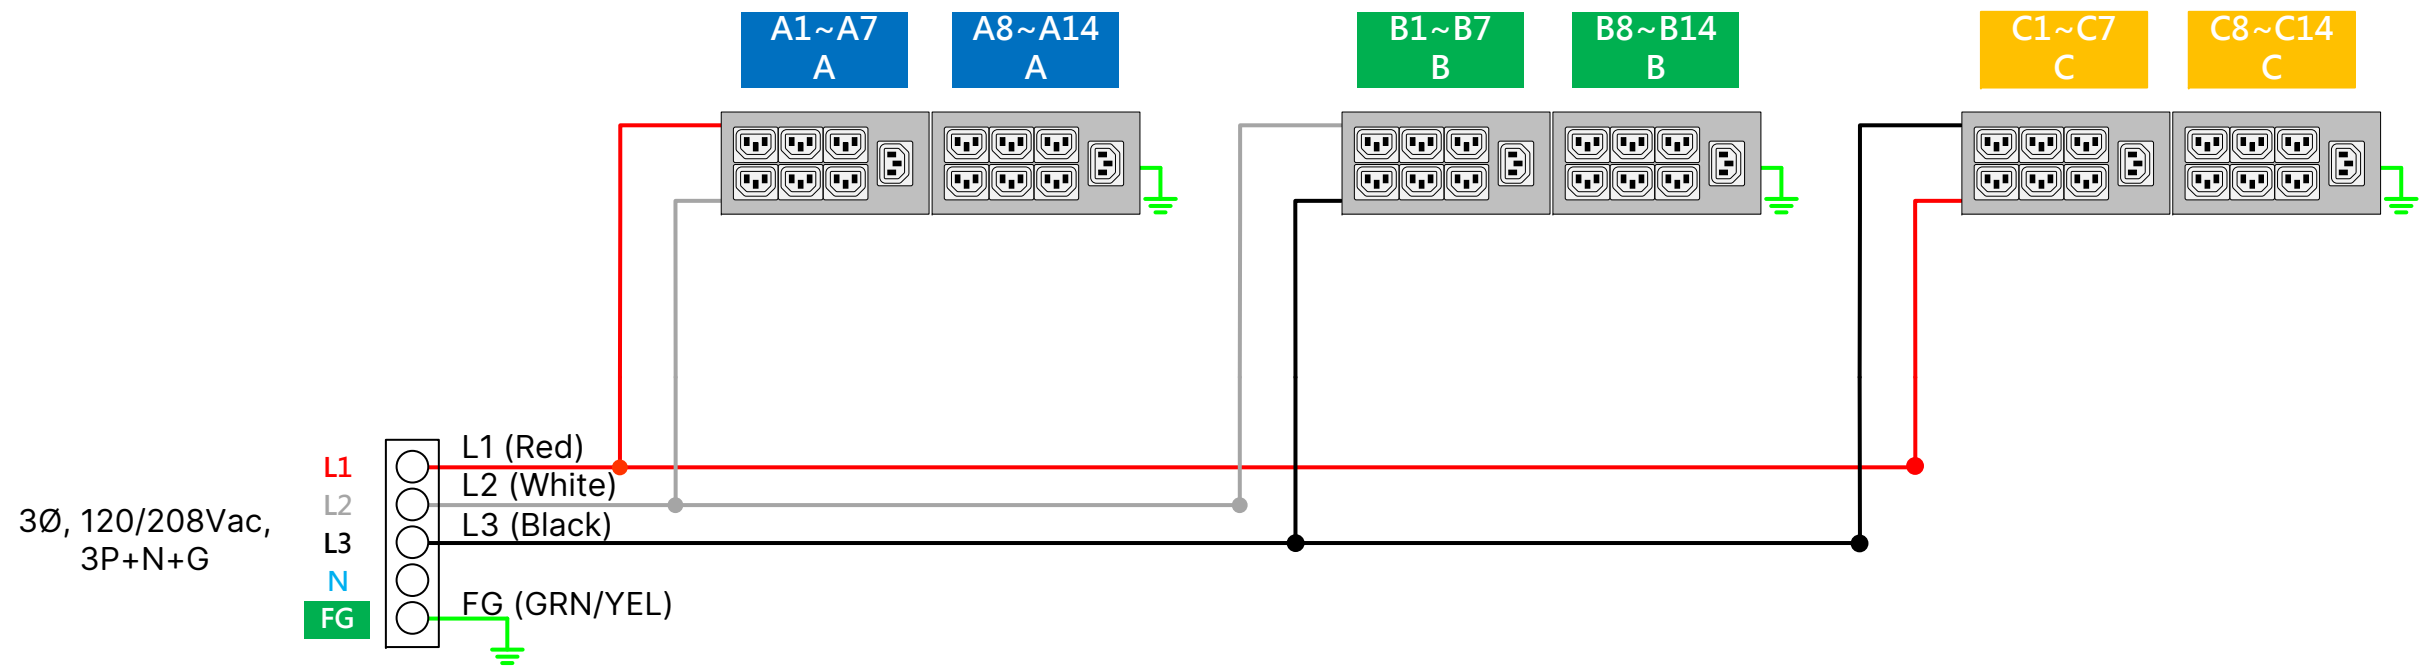 A1~A7
A
A8~A14
A
B1~B7
B
B8~B14
B
C1~C7
C
C8~C14
C
3Ø, 120/208Vac,
3P+N+G
L1
L2
L3
N
FG
L1 (Red)
L2 (White)
L3 (Black)
FG (GRN/YEL)